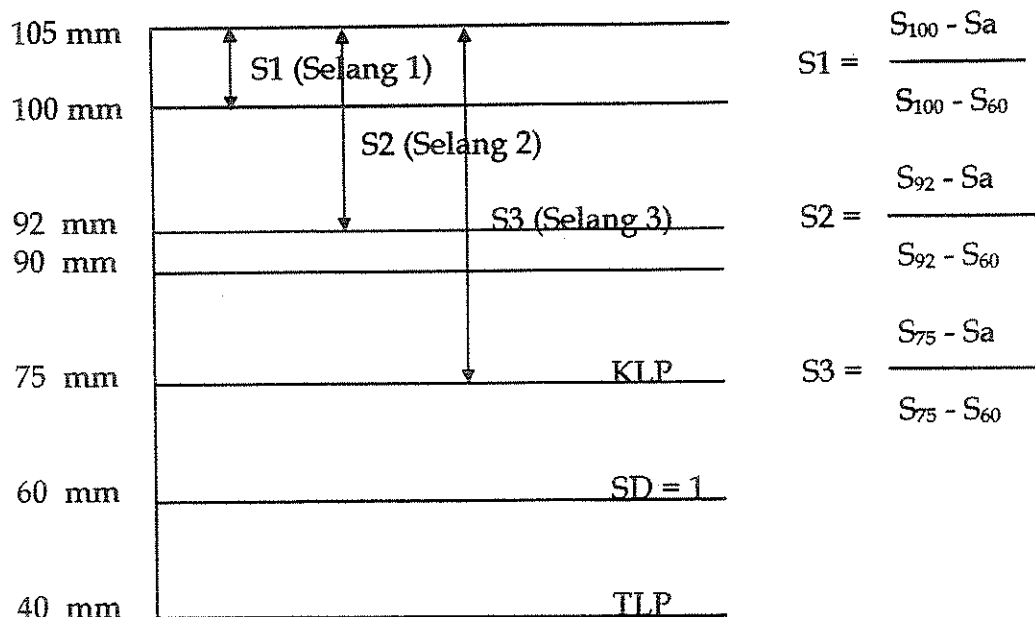 105 mm
S1 (Selang 1)
100 mm
S2 (Selang 2)
92 mm
S3 (Selang 3)
90 mm
75 mm
KLP
60 mm
SD = 1
40 mm
TLP
S1 =
S₁₀₀ - Sa
S₁₀₀ - S₆₀
S2 =
S₉₂ - Sa
S₉₂ - S₆₀
S3 =
S₇₅ - Sa
S₇₅ - S₆₀